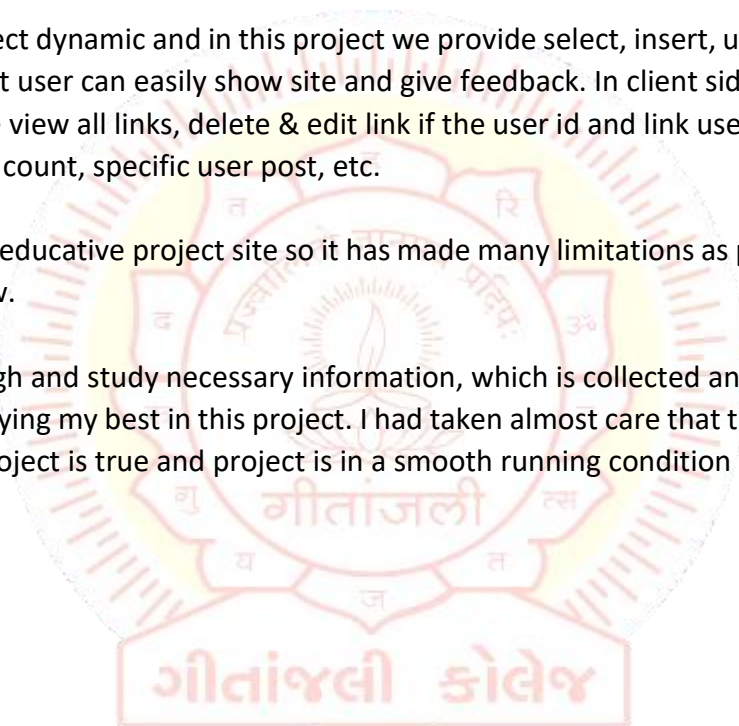 ect dynamic and in this project we provide select, insert, u
t user can easily show site and give feedback. In client sid
view all links, delete & edit link if the user id and link use
count, specific user post, etc.
educative project site so it has made many limitations as
gh and study necessary information, which is collected an
ying my best in this project. I had taken almost care that t
oject is true and project is in a smooth running condition
त
रि
द
ॐ
गु
गीतांजली
त्स
य
त
ज
ગીતાંજલી કોલેજ